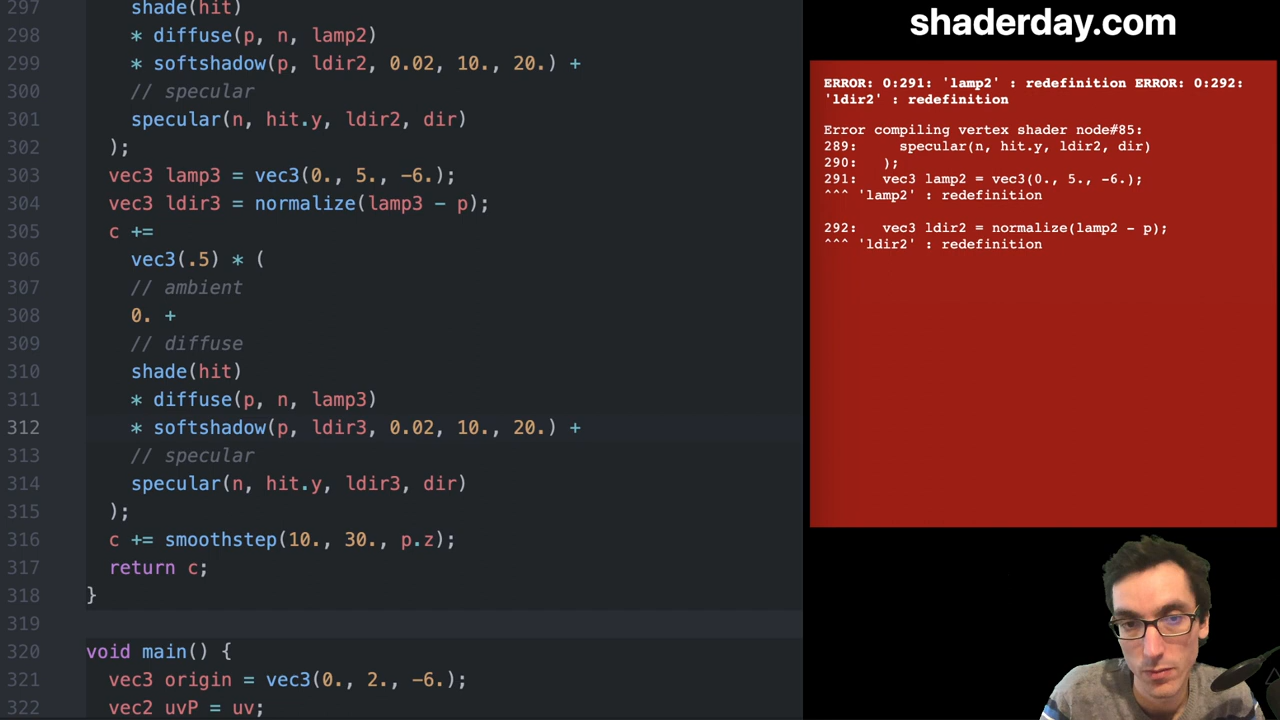 297 shade(hit)
298 * diffuse(p, n, lamp2)
299 * softshadow(p, ldir2, 0.02, 10., 20.) +
300 // specular
301 specular(n, hit.y, ldir2, dir)
302 );
303 vec3 lamp3 = vec3(0., 5., -6.);
304 vec3 ldir3 = normalize(lamp3 - p);
305 c +=
306 vec3(.5) * (
307 // ambient
308 0. +
309 // diffuse
310 shade(hit)
311 * diffuse(p, n, lamp3)
312 * softshadow(p, ldir3, 0.02, 10., 20.) +
313 // specular
314 specular(n, hit.y, ldir3, dir)
315 );
316 c += smoothstep(10., 30., p.z);
317 return c;
318 }
319
320 void main() {
321 vec3 origin = vec3(0., 2., -6.);
322 vec2 uvP = uv;
shaderday.com
ERROR: 0:291: 'lamp2' : redefinition ERROR: 0:292:
'ldir2' : redefinition
Error compiling vertex shader node#85:
289: specular(n, hit.y, ldir2, dir)
290: );
291: vec3 lamp2 = vec3(0., 5., -6.);
^^^ 'lamp2' : redefinition
292: vec3 ldir2 = normalize(lamp2 - p);
^^^ 'ldir2' : redefinition